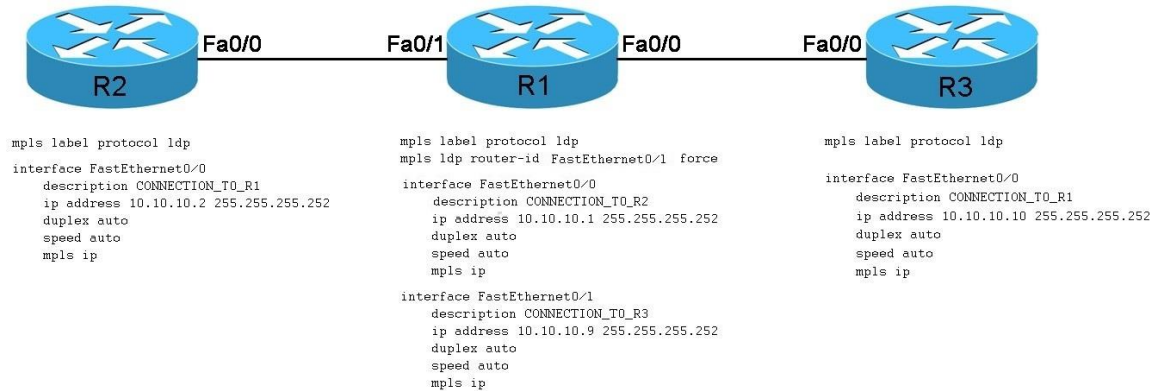 Fa0/0
Fa0/1
Fa0/0
Fa0/0
R2
R1
R3
mpls label protocol ldp
interface FastEthernet0/0
description CONNECTION_TO_R1
ip address 10.10.10.2 255.255.255.252
duplex auto
speed auto
mpls ip
mpls label protocol ldp
mpls ldp router-id FastEthernet0/1 force
interface FastEthernet0/0
description CONNECTION_TO_R2
ip address 10.10.10.1 255.255.255.252
duplex auto
speed auto
mpls ip
interface FastEthernet0/1
description CONNECTION_TO_R3
ip address 10.10.10.9 255.255.255.252
duplex auto
speed auto
mpls ip
mpls label protocol ldp
interface FastEthernet0/0
description CONNECTION_TO_R1
ip address 10.10.10.10 255.255.255.252
duplex auto
speed auto
mpls ip